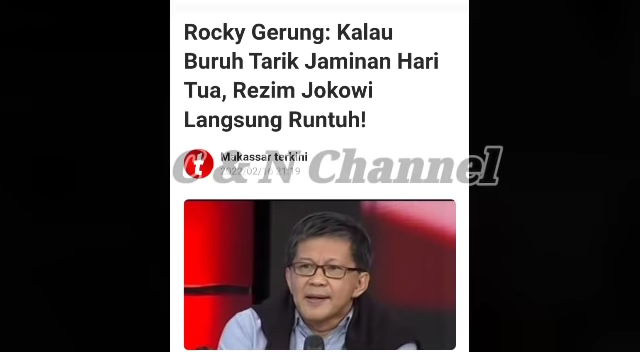 Rocky Gerung: Kalau
Buruh Tarik Jaminan Hari
Tua, Rezim Jokowi
Langsung Runtuh!
Makassar terkini
C & N Channel